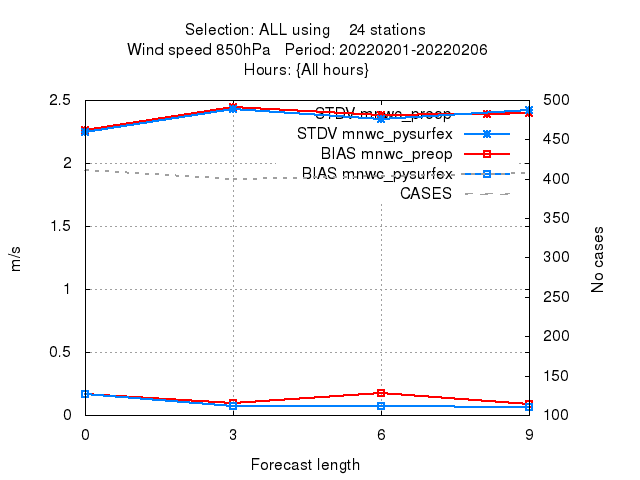 Selection: ALL using 24 stations
Wind speed 850hPa Period: 20220201-20220206
Hours: {All hours}
2.5
2
1.5
1
0.5
0
500
450
400
350
300
250
200
150
100
m/s
No cases
STDV mnwc_preop
STDV mnwc_pysurfex
BIAS mnwc_preop
BIAS mnwc_pysurfex
CASES
0 3 6 9
Forecast length